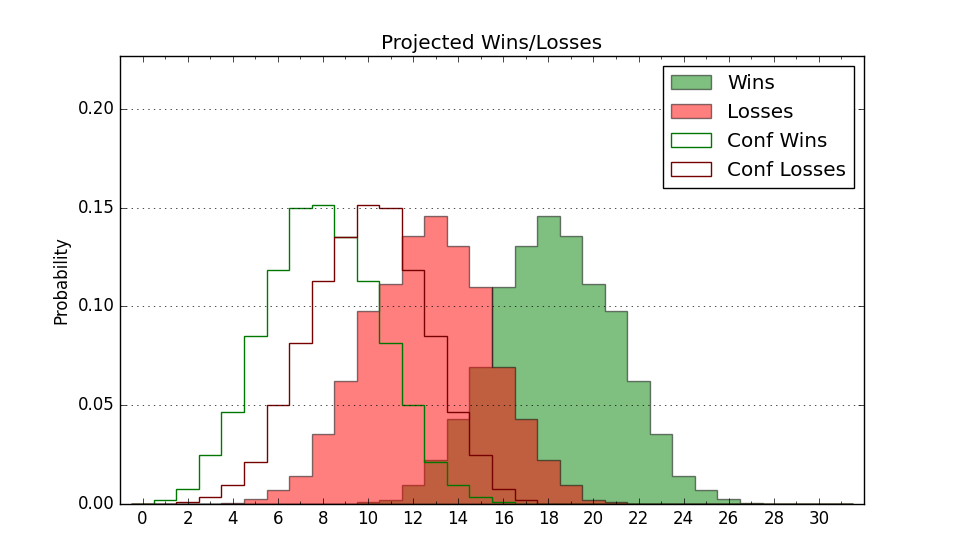 Projected Wins/Losses
Wins
Losses
Conf Wins
Conf Losses
Probability
0.20
0.15
0.10
0.05
0.00
0 2 4 6 8 10 12 14 16 18 20 22 24 26 28 30